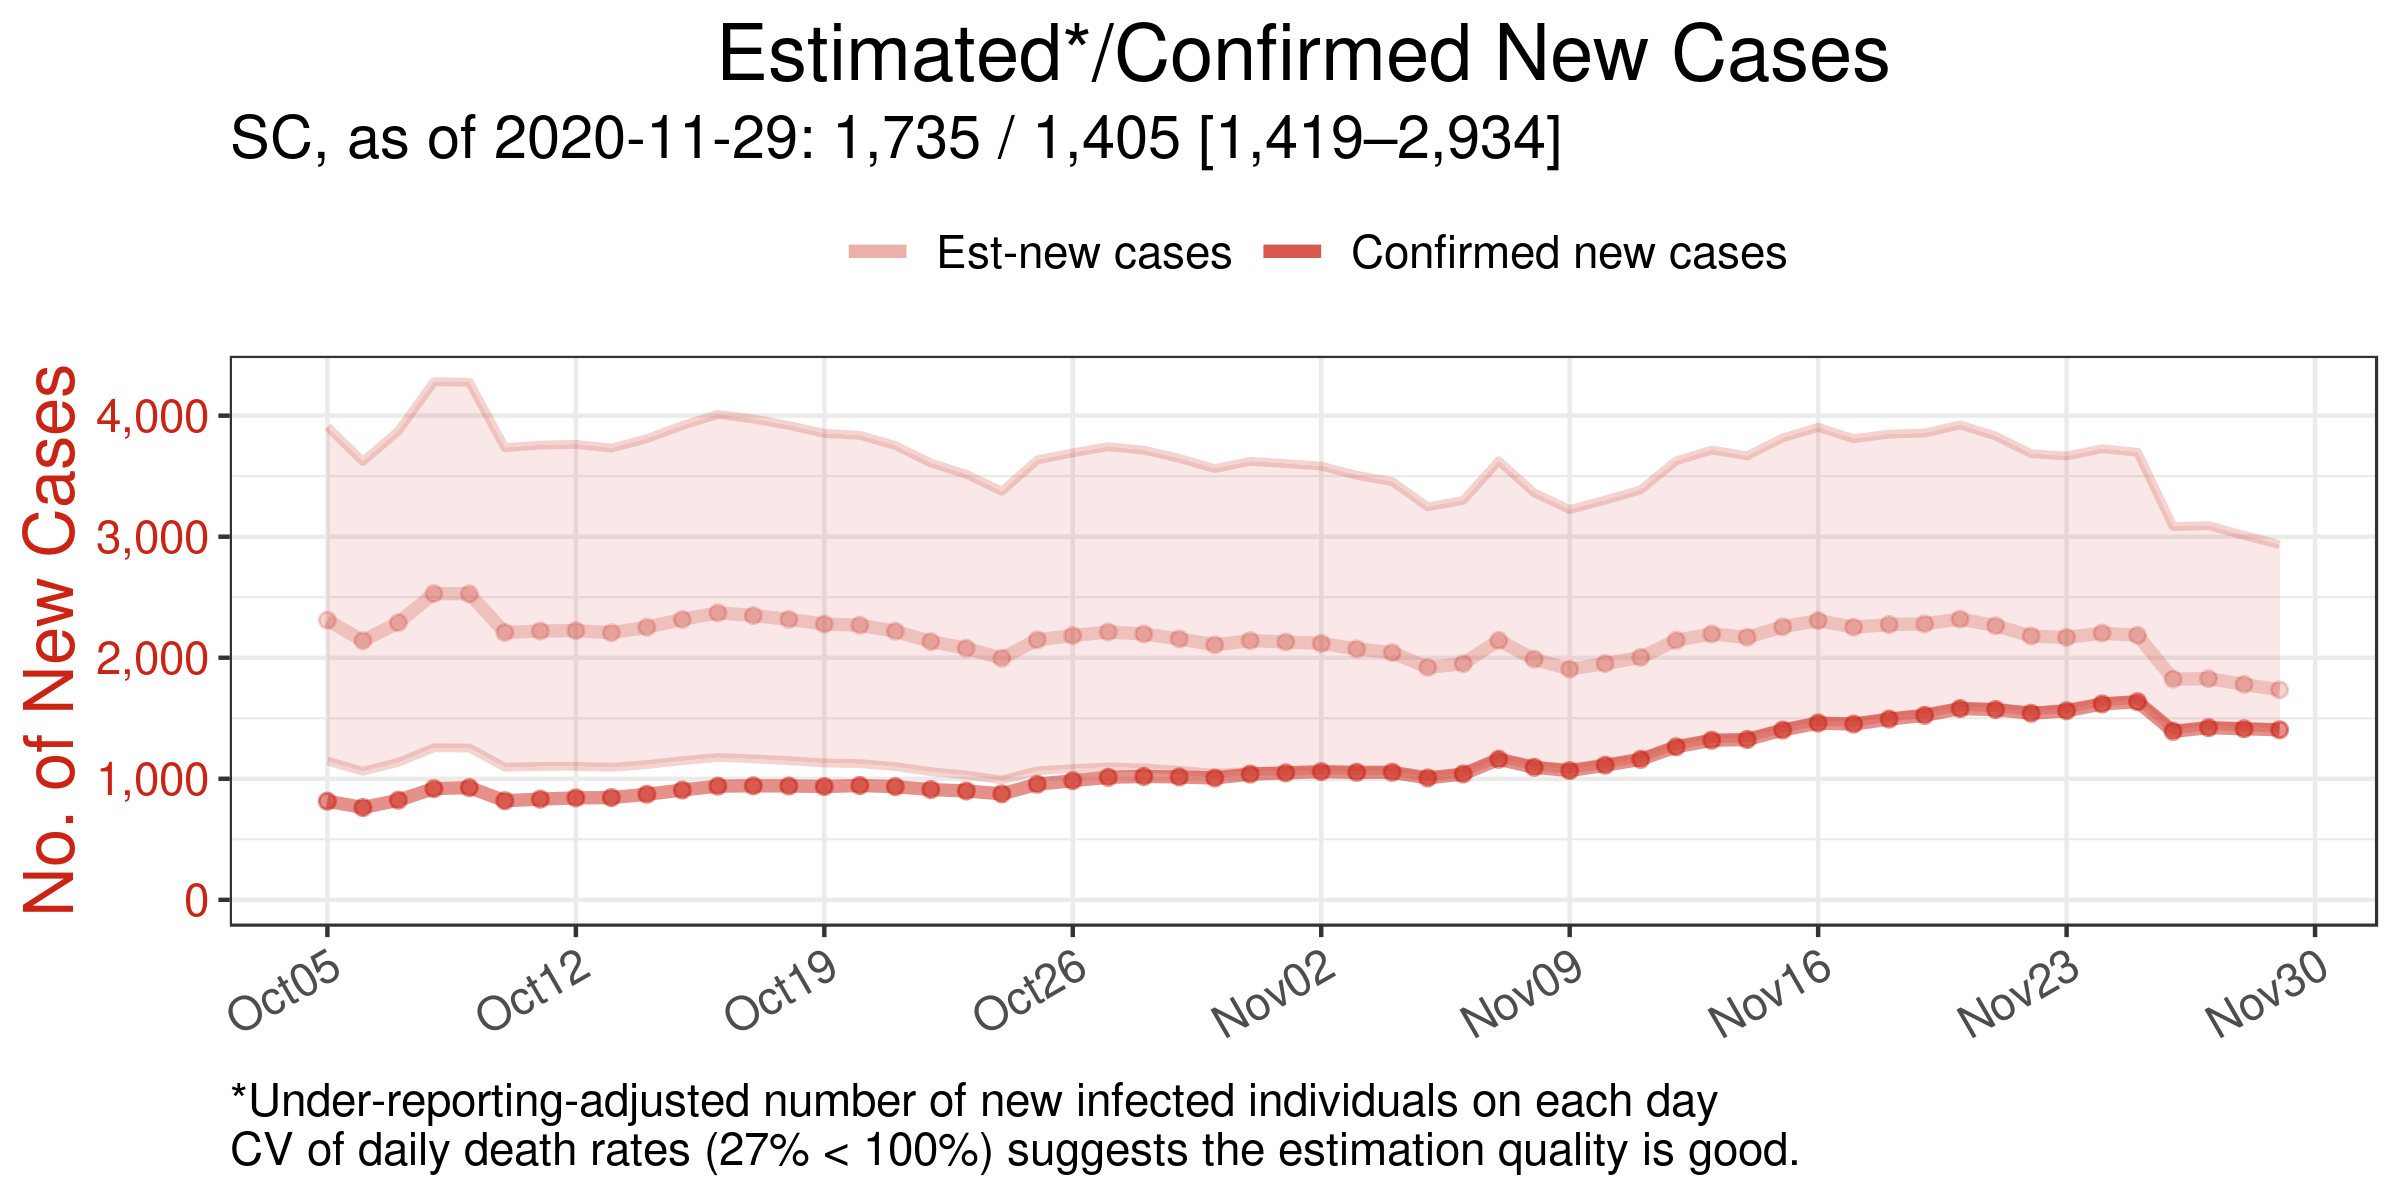 Estimated*/Confirmed New Cases
SC, as of 2020-11-29: 1,735 / 1,405 [1,419–2,934]
Est-new cases Confirmed new cases
No. of New Cases
4,000
3,000
2,000
1,000
0
Oct05 Oct12 Oct19 Oct26 Nov02 Nov09 Nov16 Nov23 Nov30
*Under-reporting-adjusted number of new infected individuals on each day
CV of daily death rates (27% < 100%) suggests the estimation quality is good.